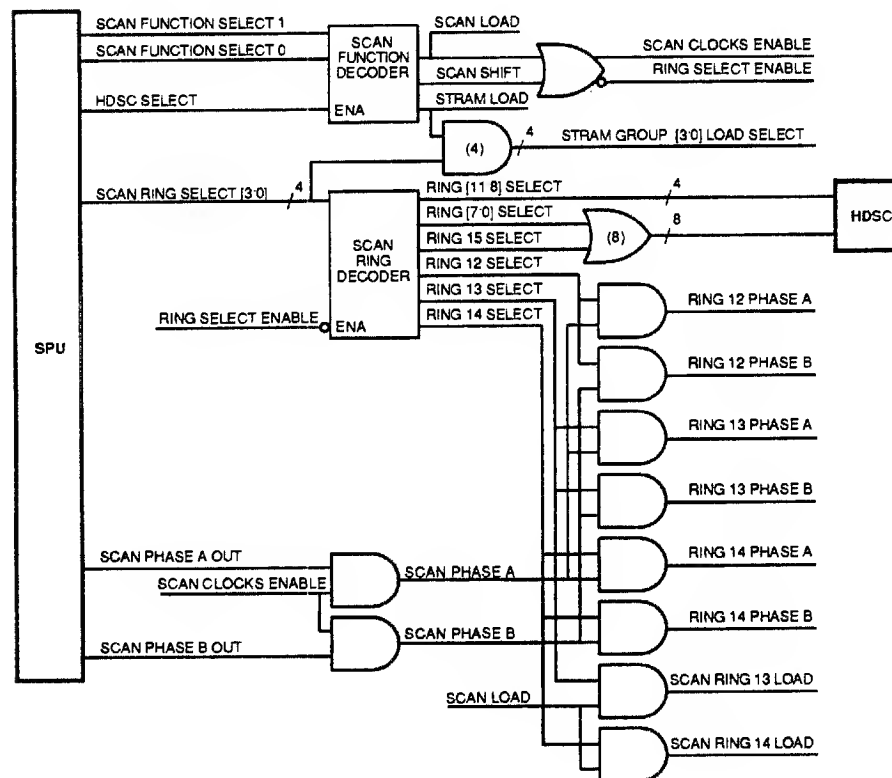 SCAN FUNCTION SELECT 1
SCAN FUNCTION SELECT 0
HDSC SELECT
SCAN
FUNCTION
DECODER
ENA
SCAN LOAD
SCAN SHIFT
STRAM LOAD
SCAN CLOCKS ENABLE
RING SELECT ENABLE
(4)
4
STRAM GROUP [3:0] LOAD SELECT
SCAN RING SELECT [3:0]
4
SCAN
RING
DECODER
ENA
RING SELECT ENABLE
RING [11:8] SELECT
RING [7:0] SELECT
RING 15 SELECT
RING 12 SELECT
RING 13 SELECT
RING 14 SELECT
4
(8)
8
HDSC
SPU
RING 12 PHASE A
RING 12 PHASE B
RING 13 PHASE A
RING 13 PHASE B
RING 14 PHASE A
RING 14 PHASE B
SCAN RING 13 LOAD
SCAN RING 14 LOAD
SCAN PHASE A OUT
SCAN CLOCKS ENABLE
SCAN PHASE A
SCAN PHASE B
SCAN PHASE B OUT
SCAN LOAD